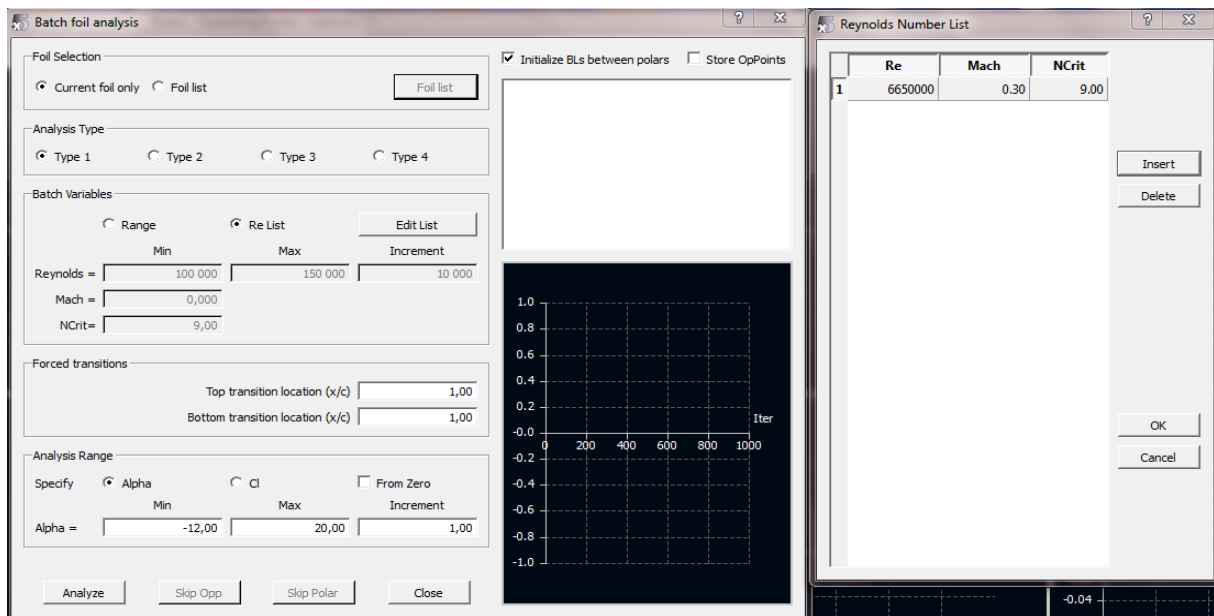 Batch foil analysis
Foil Selection
Current foil only Foil list Foil list
Analysis Type
Type 1 Type 2 Type 3 Type 4
Batch Variables
Range Re List Edit List
Min Max Increment
Reynolds = 100 000 150 000 10 000
Mach = 0,000
NCrit= 9,00
Forced transitions
Top transition location (x/c) 1,00
Bottom transition location (x/c) 1,00
Analysis Range
Specify Alpha Cl From Zero
Min Max Increment
Alpha = -12,00 20,00 1,00
Analyze Skip Opp Skip Polar Close
Initialize BLs between polars Store OpPoints
1.0
0.8
0.6
0.4
0.2
Iter
-0.0
0 200 400 600 800 1000
-0.2
-0.4
-0.6
-0.8
-1.0
Reynolds Number List
Re Mach NCrit
1 6650000 0.30 9.00
Insert
Delete
OK
Cancel
-0.04